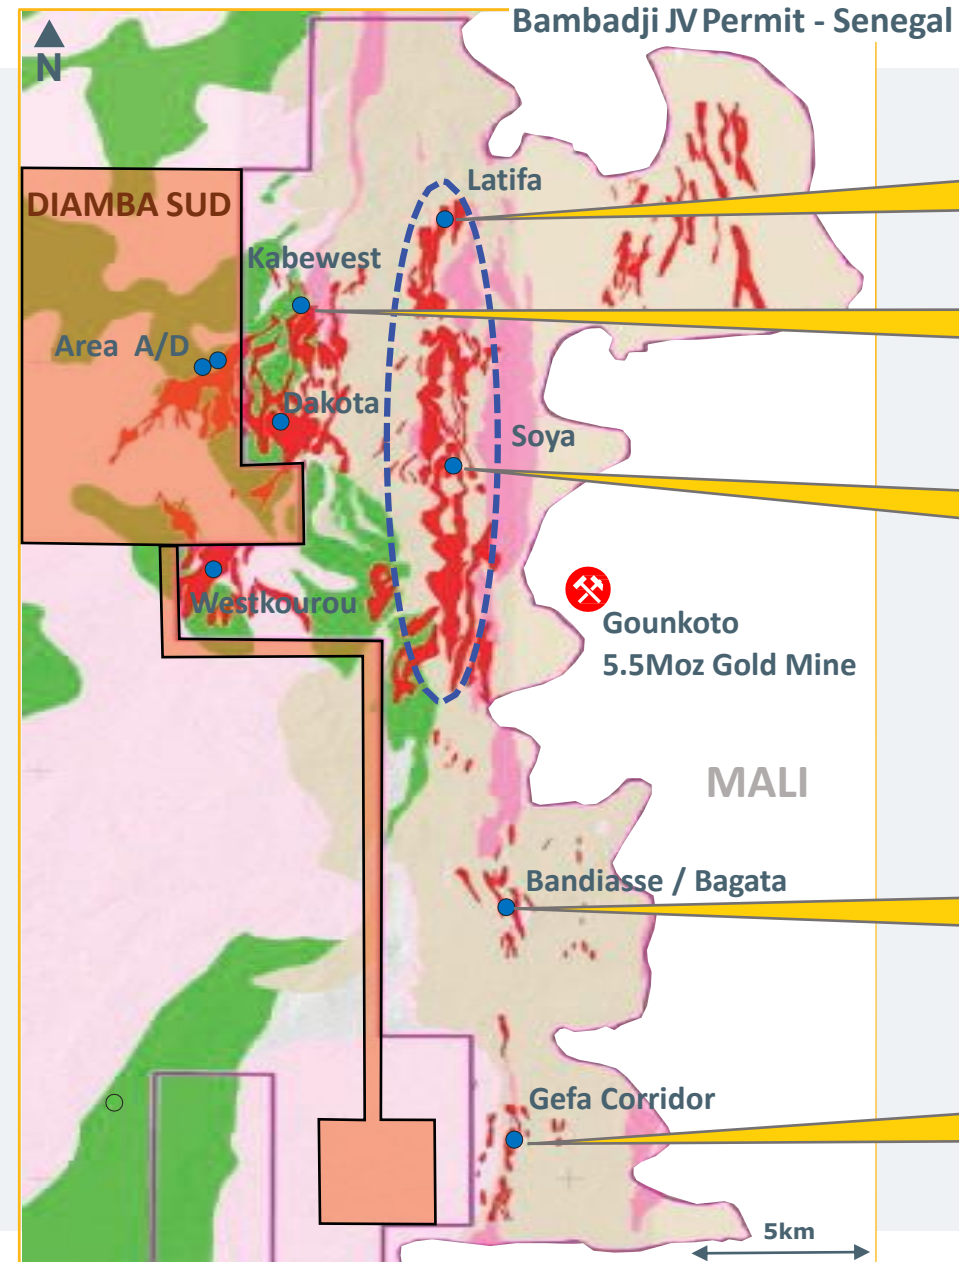 Bambadji JV Permit - Senegal
N
Latifa
DIAMBA SUD
Kabewest
Area A/D
Dakota
Soya
Westkourou
Gounkoto
5.5Moz Gold Mine
MALI
Bandiasse / Bagata
Gefa Corridor
5km